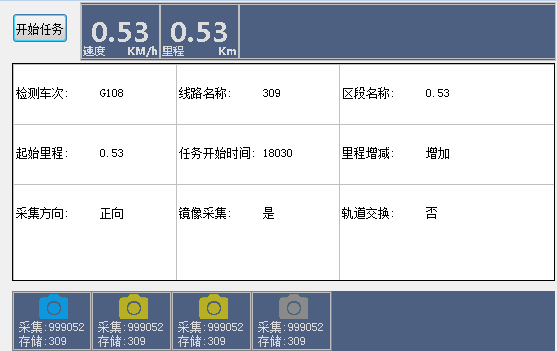 开始任务
0.53 0.53
速度 KM/h 里程 Km
检测车次: G108 线路名称: 309 区段名称: 0.53
起始里程: 0.53 任务开始时间: 18030 里程增减: 增加
采集方向: 正向 镜像采集: 是 轨道交换: 否
采集:999052 采集:999052 采集:999052 采集:999052
存储:309 存储:309 存储:309 存储:309